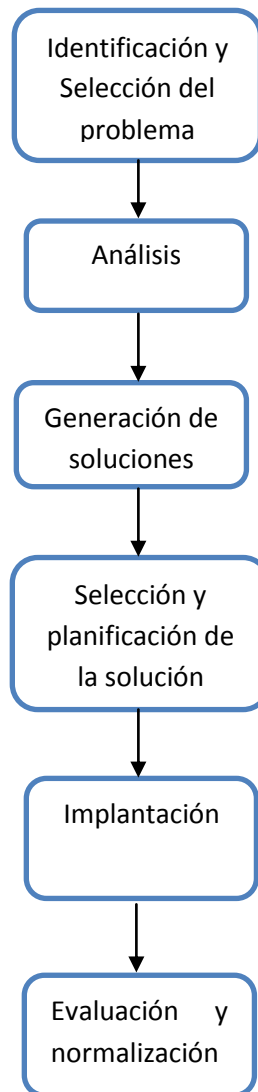 Identificación y
Selección del
problema
Análisis
Generación de
soluciones
Selección y
planificación de
la solución
Implantación
Evaluación y
normalización